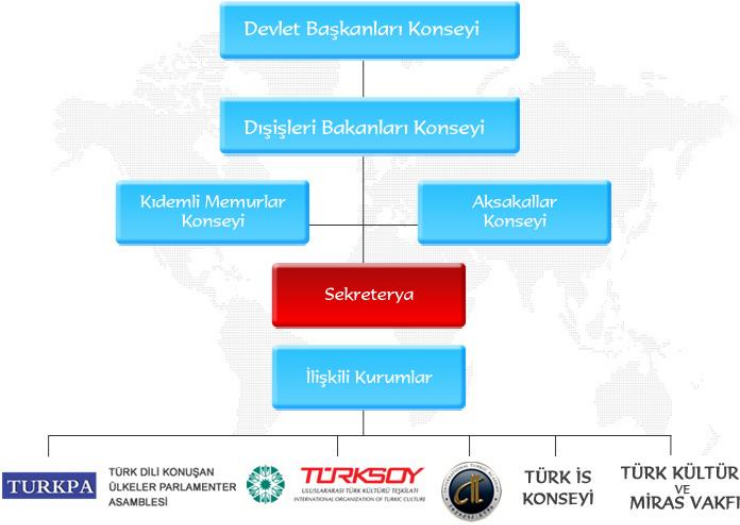 Devlet Başkanları Konseyi
Dışişleri Bakanları Konseyi
Kıdemli Memurlar
Konseyi
Aksakallar
Konseyi
Sekreterya
İlişkili Kurumlar
TURKPA
TÜRK DİLİ KONUŞAN
ÜLKELER PARLAMENTER
ASAMBLESİ
TÜRKSOY
ULUSLARARASI TÜRK KÜLTÜRÜ TEŞKİLATI
INTERNATIONAL ORGANIZATION OF TURKIC CULTURE
TÜRK İS
KONSEYİ
TÜRK KÜLTÜR
VE
MİRAS VAKFI